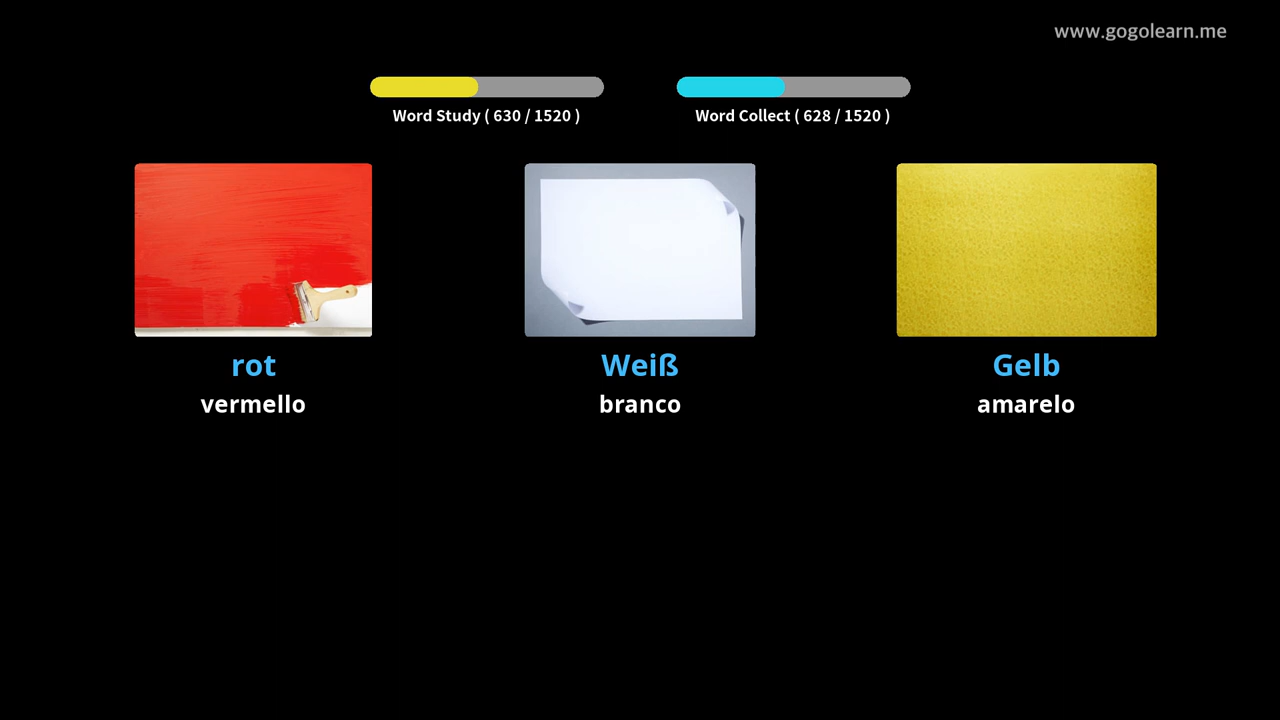 www.gogolearn.me
Word Study ( 630 / 1520 )
Word Collect ( 628 / 1520 )
rot
vermello
Weiß
branco
Gelb
amarelo